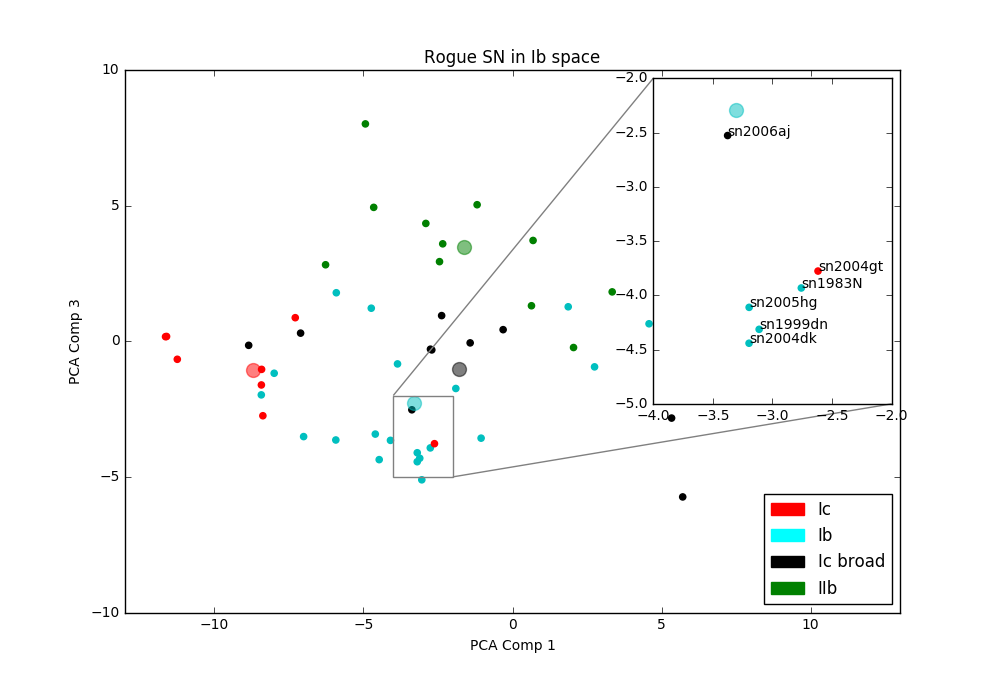 Rogue SN in Ib space
10
5
0
−5
−10
PCA Comp 3
−10
−5
0
5
10
PCA Comp 1
−2.0
−2.5
−3.0
−3.5
−4.0
−4.5
−5.0
−4.0
−3.5
−3.0
−2.5
−2.0
sn2006aj
sn2004gt
sn1983N
sn2005hg
sn1999dn
sn2004dk
Ic
Ib
Ic broad
IIb